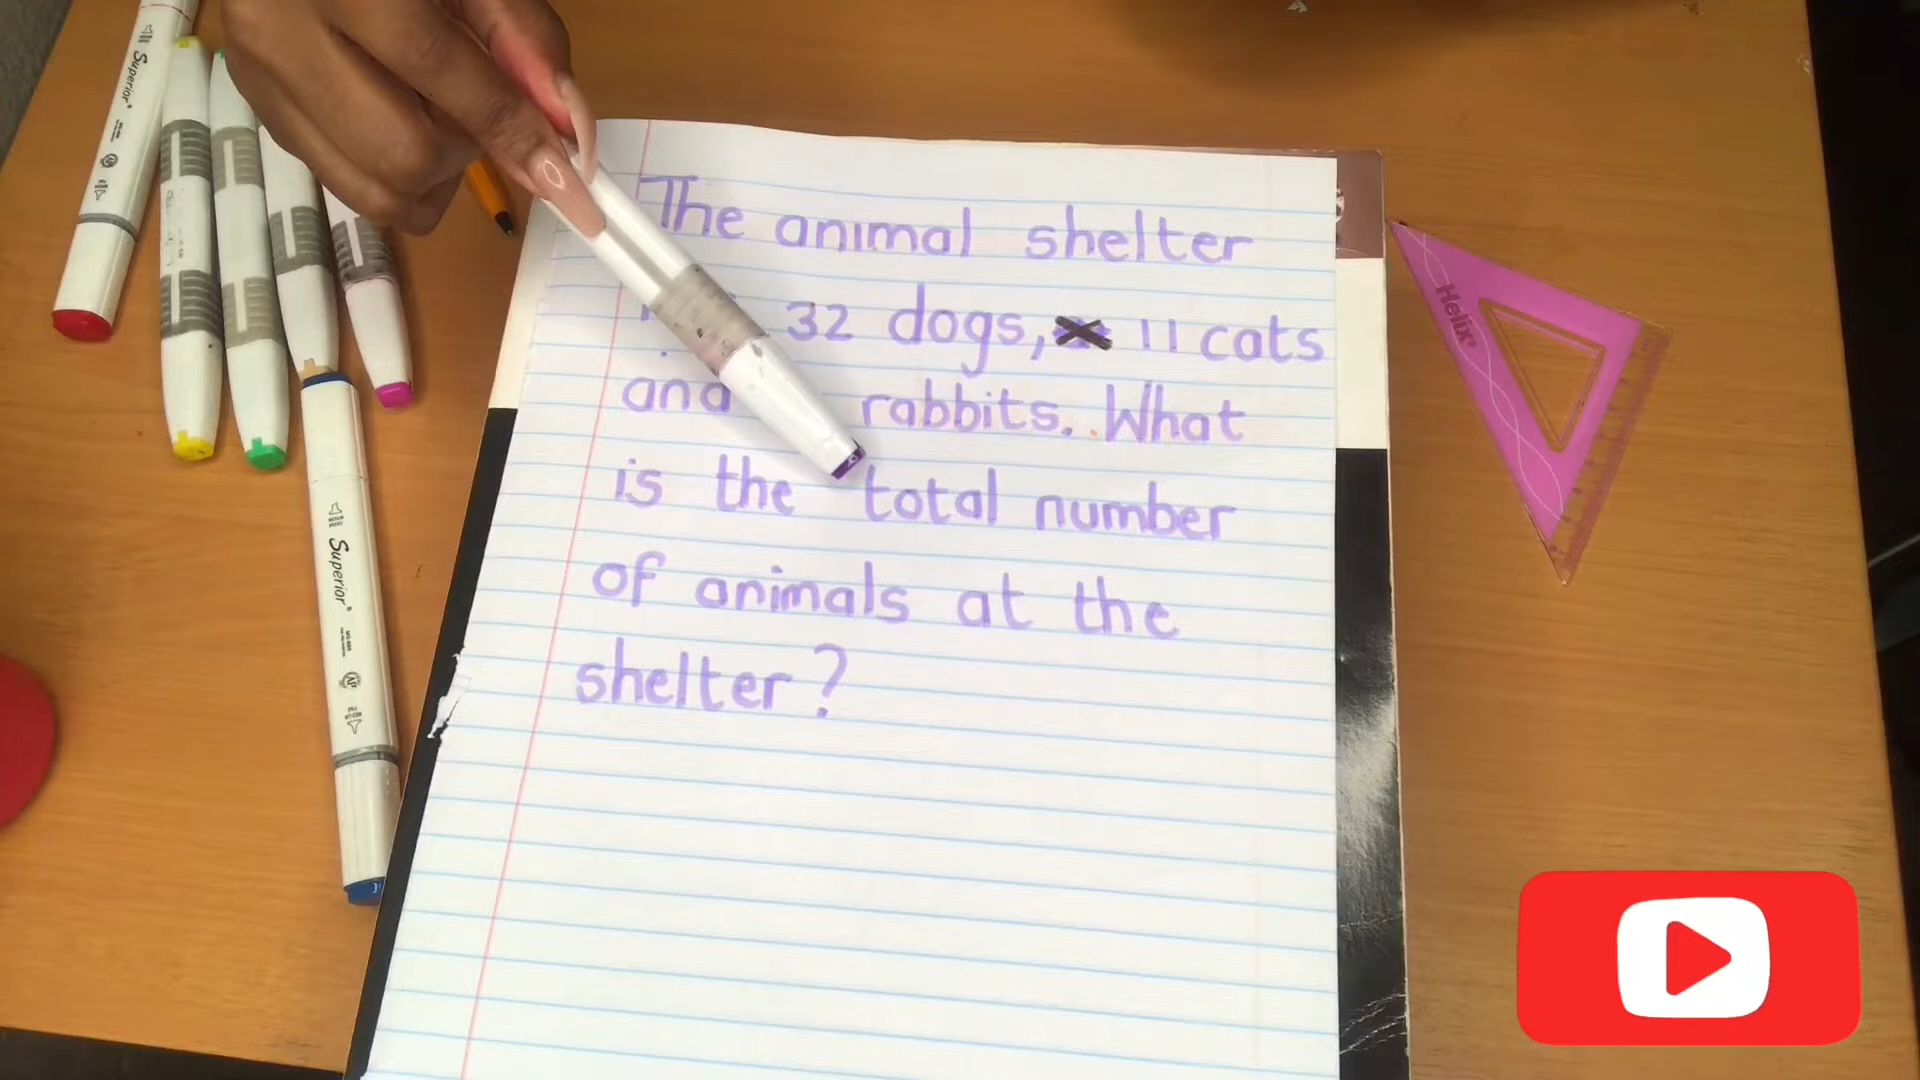 The animal shelter
32 dogs, 11 cats
and rabbits. What
is the total number
of animals at the
shelter?
Superior
Superior
Helix